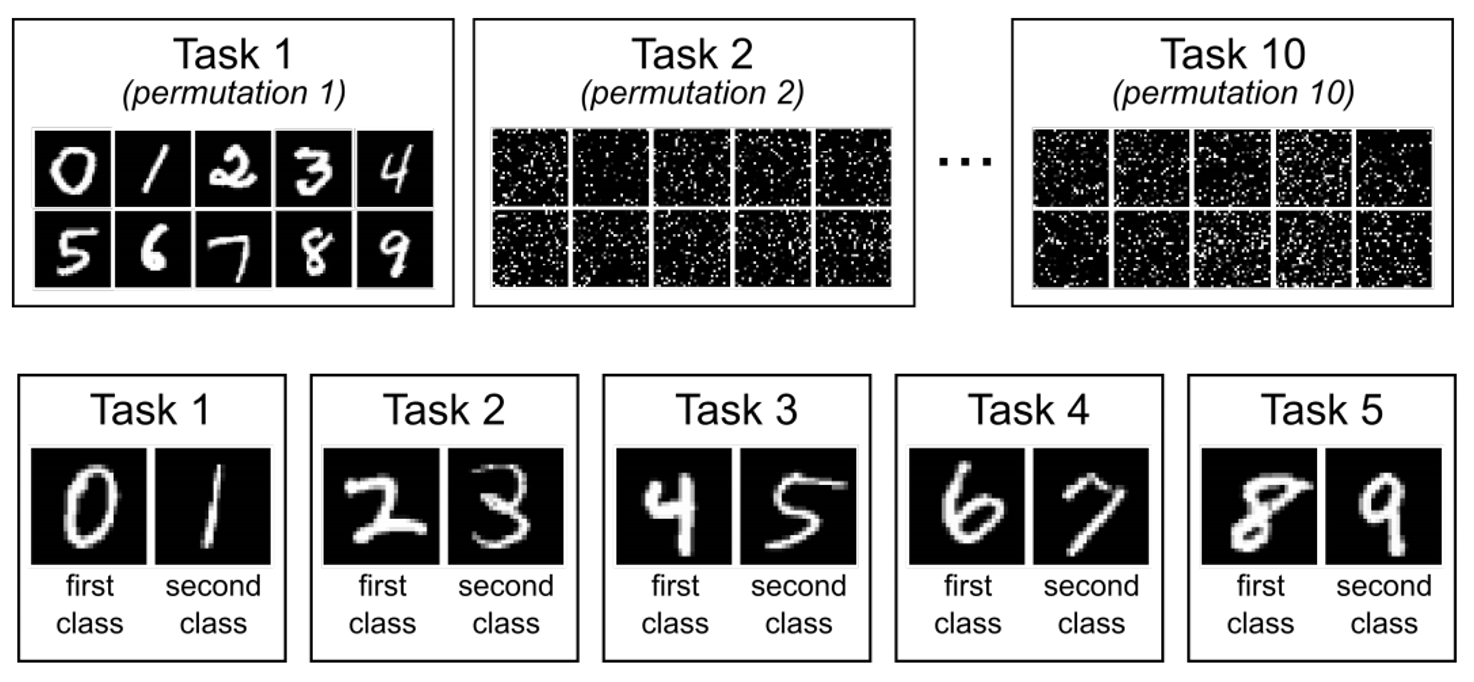 Task 1
(permutation 1)
0 1 2 3 4
5 6 7 8 9
Task 2
(permutation 2)
...
Task 10
(permutation 10)
Task 1
0 1
first second
class class
Task 2
2 3
first second
class class
Task 3
4 5
first second
class class
Task 4
6 7
first second
class class
Task 5
8 9
first second
class class